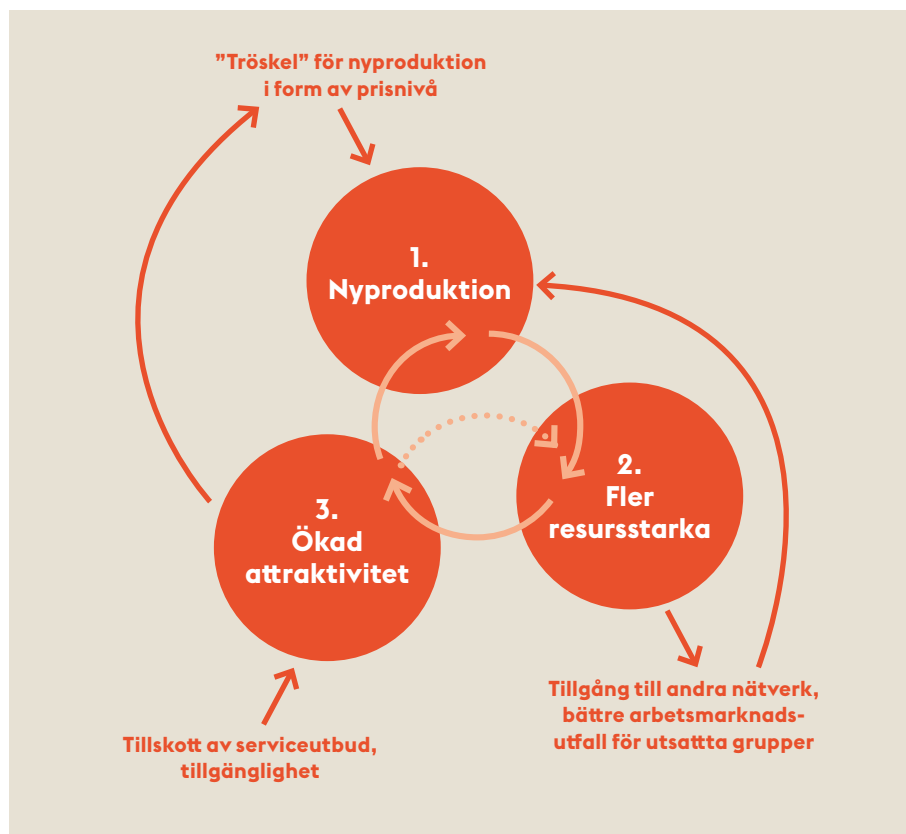 ”Tröskel” för nyproduktion
i form av prisnivå
1.
Nyproduktion
2.
Fler
resursstarka
3.
Ökad
attraktivitet
Tillgång till andra nätverk,
bättre arbetsmarknads-
utfall för utsattta grupper
Tillskott av serviceutbud,
tillgänglighet